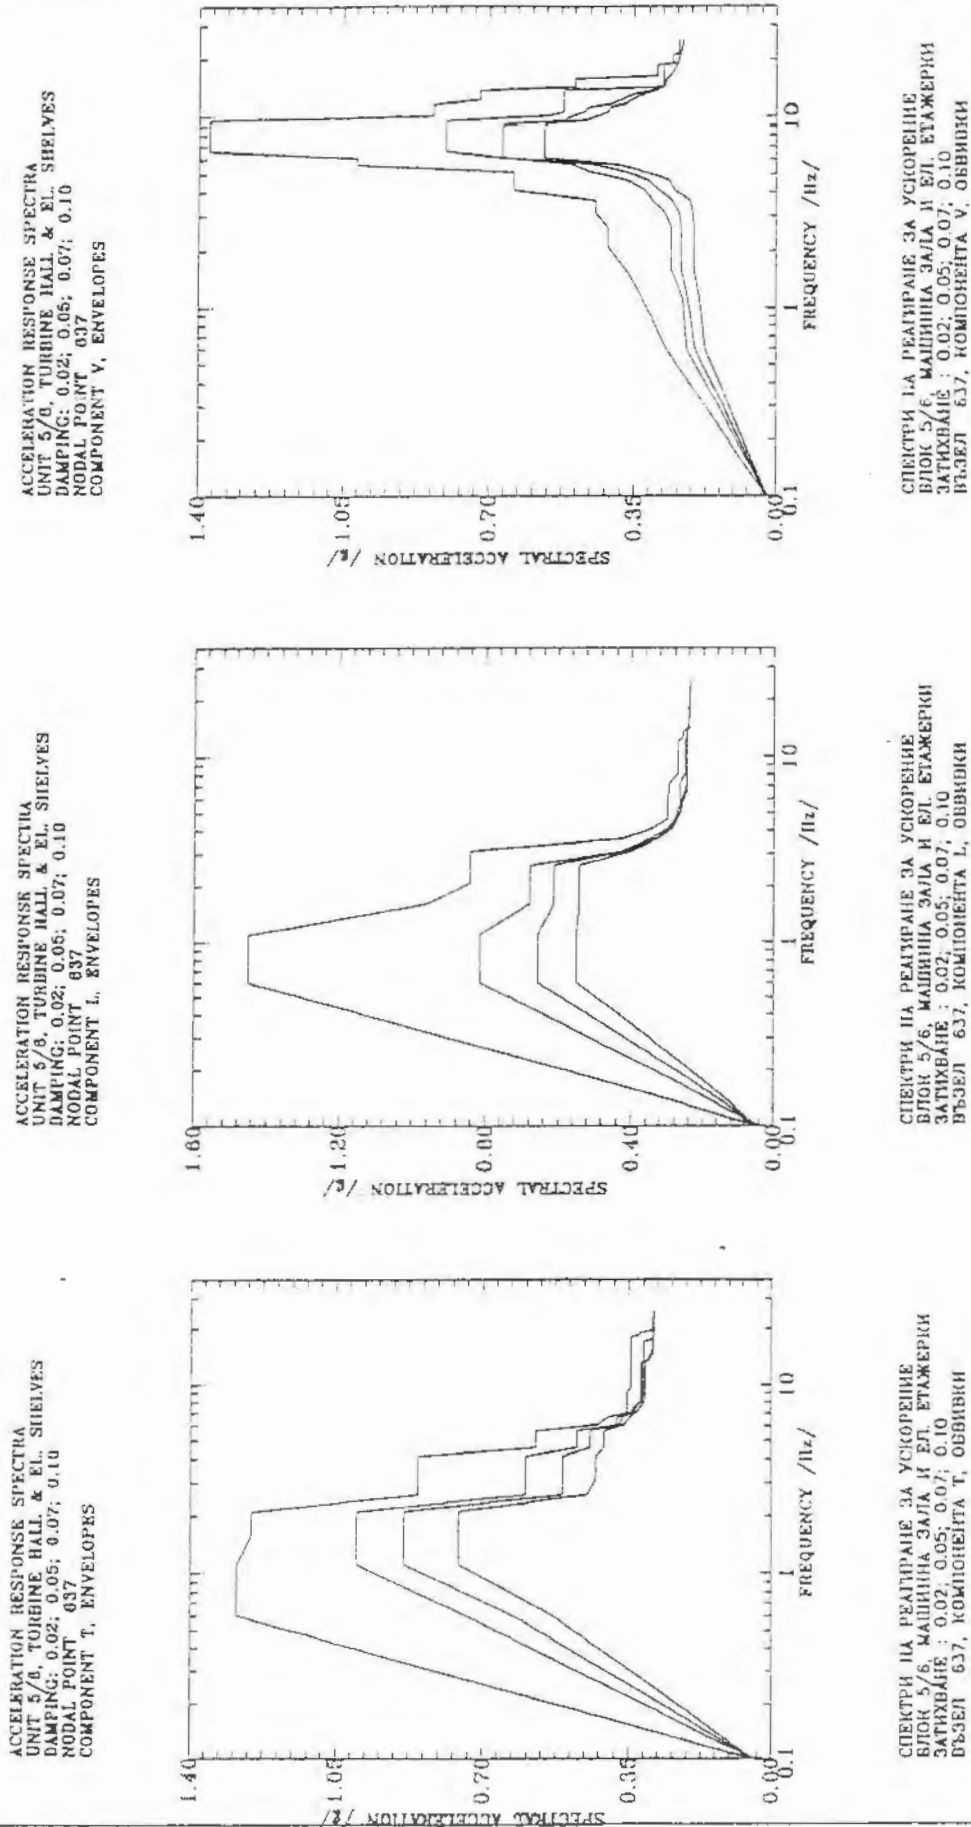 ACCELERATION RESPONSE SPECTRA
UNIT 5/6, TURBINE HALL & EL. SHELVES
DAMPING: 0.02; 0.05; 0.07; 0.10
NODAL POINT 637
COMPONENT T, ENVELOPES
SPECTRAL ACCELERATION /g/
1.40
1.05
0.70
0.35
0.00
0.1
1
10
FREQUENCY /Hz/
СПЕКТРИ НА РЕАГИРАНЕ ЗА УСКОРЕНИЕ
БЛОК 5/6, МАШИННА ЗАЛА И ЕЛ. ЕТАЖЕРКИ
ЗАТИХВАНЕ : 0.02; 0.05; 0.07; 0.10
ВЪЗЕЛ 637, КОМПОНЕНТА T, ОБВИВКИ
ACCELERATION RESPONSE SPECTRA
UNIT 5/6, TURBINE HALL & EL. SHELVES
DAMPING: 0.02; 0.05; 0.07; 0.10
NODAL POINT 637
COMPONENT L, ENVELOPES
SPECTRAL ACCELERATION /g/
1.60
1.20
0.80
0.40
0.00
0.1
1
10
FREQUENCY /Hz/
СПЕКТРИ НА РЕАГИРАНЕ ЗА УСКОРЕНИЕ
БЛОК 5/6, МАШИННА ЗАЛА И ЕЛ. ЕТАЖЕРКИ
ЗАТИХВАНЕ : 0.02; 0.05; 0.07; 0.10
ВЪЗЕЛ 637, КОМПОНЕНТА L, ОБВИВКИ
ACCELERATION RESPONSE SPECTRA
UNIT 5/6, TURBINE HALL & EL. SHELVES
DAMPING: 0.02; 0.05; 0.07; 0.10
NODAL POINT 637
COMPONENT V, ENVELOPES
SPECTRAL ACCELERATION /g/
1.40
1.05
0.70
0.35
0.00
0.1
1
10
FREQUENCY /Hz/
СПЕКТРИ НА РЕАГИРАНЕ ЗА УСКОРЕНИЕ
БЛОК 5/6, МАШИННА ЗАЛА И ЕЛ. ЕТАЖЕРКИ
ЗАТИХВАНЕ : 0.02; 0.05; 0.07; 0.10
ВЪЗЕЛ 637, КОМПОНЕНТА V, ОБВИВКИ